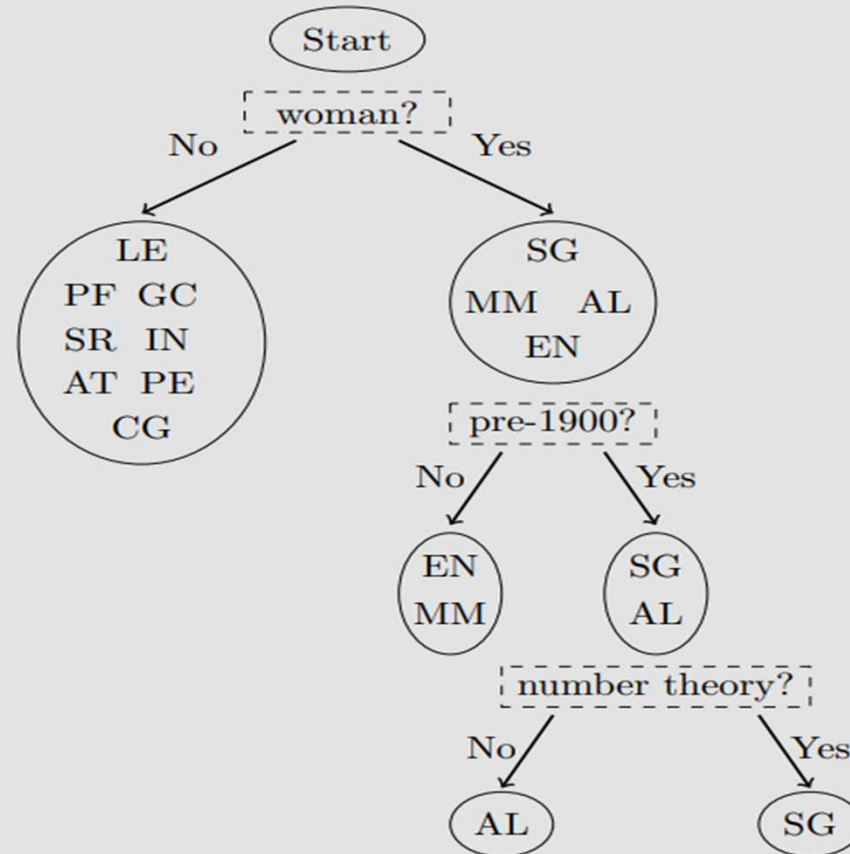 Start
woman?
No Yes
LE
PF GC
SR IN
AT PE
CG
SG
MM AL
EN
pre-1900?
No Yes
EN
MM
SG
AL
number theory?
No Yes
AL
SG